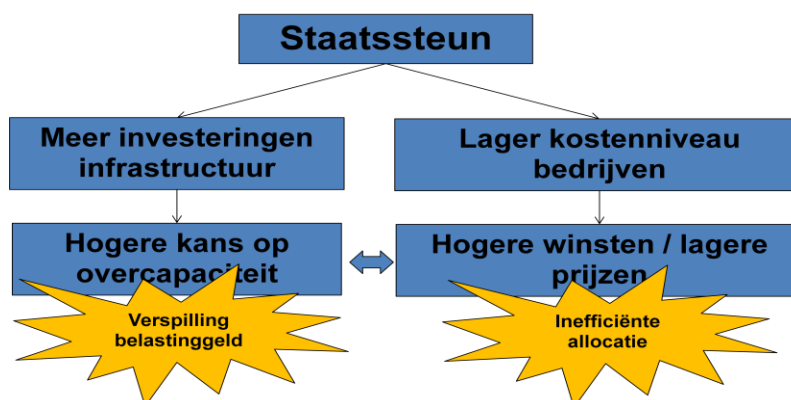 Staatssteun
Meer investeringen
infrastructuur
Lager kostenniveau
bedrijven
Hogere kans op
overcapaciteit
Hogere winsten / lagere
prijzen
Verspilling
belastinggeld
Inefficiënte
allocatie